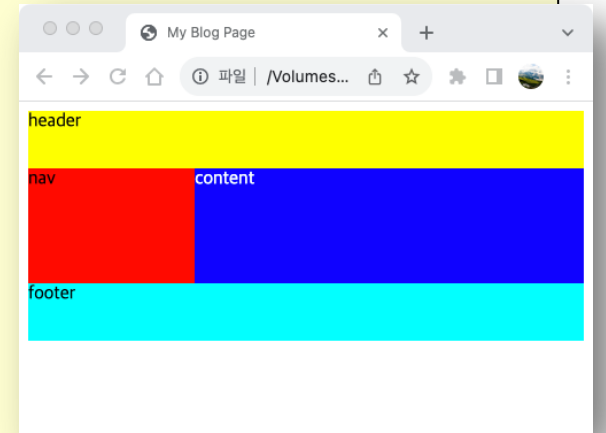 My Blog Page
파일 /Volumes...
header
nav content
footer